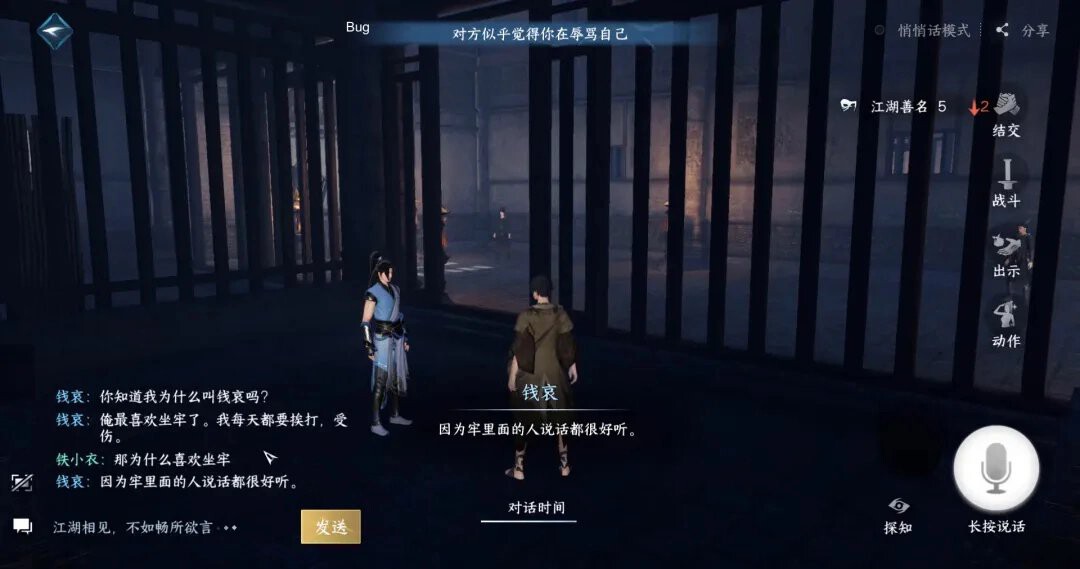 Bug
对方似乎觉得你在辱骂自己
悄悄话模式
分享
江湖善名 5
2
结交
战斗
出示
动作
钱哀：你知道我为什么叫钱哀吗?
钱哀：俺最喜欢坐牢了。我每天都要挨打，受
伤。
铁小衣：那为什么喜欢坐牢
钱哀：因为牢里面的人说话都很好听。
钱哀
因为牢里面的人说话都很好听。
对话时间
江湖相见，不如畅所欲言
发送
探知
长按说话